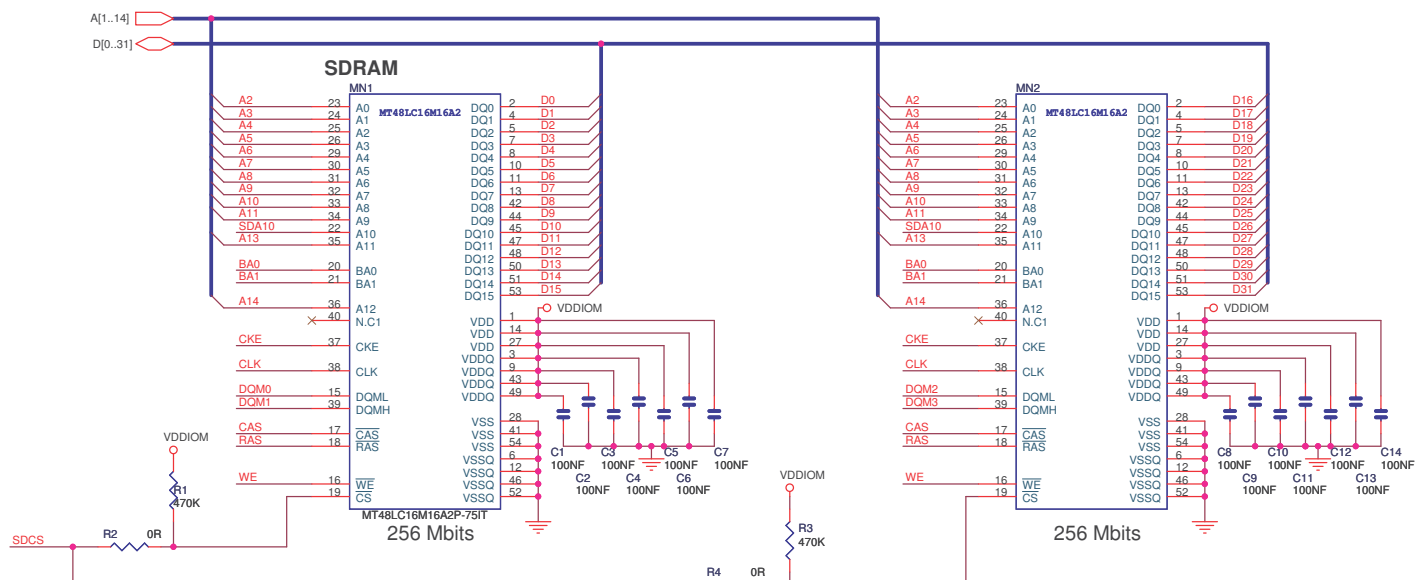 A[1..14]
D[0..31]
SDRAM
MN1
MT48LC16M16A2
A2 23 A0 DQ0 2 D0
A3 24 A1 DQ1 4 D1
A4 25 A2 DQ2 5 D2
A5 26 A3 DQ3 7 D3
A6 29 A4 DQ4 8 D4
A7 30 A5 DQ5 10 D5
A8 31 A6 DQ6 11 D6
A9 32 A7 DQ7 13 D7
A10 33 A8 DQ8 42 D8
A11 34 A9 DQ9 44 D9
SDA10 22 A10 DQ10 45 D10
A13 35 A11 DQ11 47 D11
DQ12 48 D12
BA0 20 BA0 DQ13 50 D13
BA1 21 BA1 DQ14 51 D14
DQ15 53 D15
A14 36 A12
VDDIOM
40 N.C1 VDD 1
VDD 14
CKE 37 CKE VDD 27
VDDQ 3
CLK 38 CLK VDDQ 9
VDDQ 43
DQM0 15 DQML VDDQ 49
DQM1 39 DQMH
VSS 28
CAS 17 CAS VSS 41
RAS 18 RAS VSS 54
VSSQ 6
VSSQ 12
WE 16 WE VSSQ 46
19 CS VSSQ 52
C1 100NF
C2 100NF
C3 100NF
C4 100NF
C5 100NF
C6 100NF
C7 100NF
MT48LC16M16A2P-75IT
256 Mbits
VDDIOM
R1
470K
R2 0R
SDCS
VDDIOM
R3
470K
R4 0R
MN2
MT48LC16M16A2
A2 23 A0 DQ0 2 D16
A3 24 A1 DQ1 4 D17
A4 25 A2 DQ2 5 D18
A5 26 A3 DQ3 7 D19
A6 29 A4 DQ4 8 D20
A7 30 A5 DQ5 10 D21
A8 31 A6 DQ6 11 D22
A9 32 A7 DQ7 13 D23
A10 33 A8 DQ8 42 D24
A11 34 A9 DQ9 44 D25
SDA10 22 A10 DQ10 45 D26
A13 35 A11 DQ11 47 D27
DQ12 48 D28
BA0 20 BA0 DQ13 50 D29
BA1 21 BA1 DQ14 51 D30
DQ15 53 D31
A14 36 A12
VDDIOM
40 N.C1 VDD 1
VDD 14
CKE 37 CKE VDD 27
VDDQ 3
CLK 38 CLK VDDQ 9
VDDQ 43
DQM2 15 DQML VDDQ 49
DQM3 39 DQMH
VSS 28
CAS 17 CAS VSS 41
RAS 18 RAS VSS 54
VSSQ 6
VSSQ 12
WE 16 WE VSSQ 46
19 CS VSSQ 52
C8 100NF
C9 100NF
C10 100NF
C11 100NF
C12 100NF
C13 100NF
C14 100NF
256 Mbits